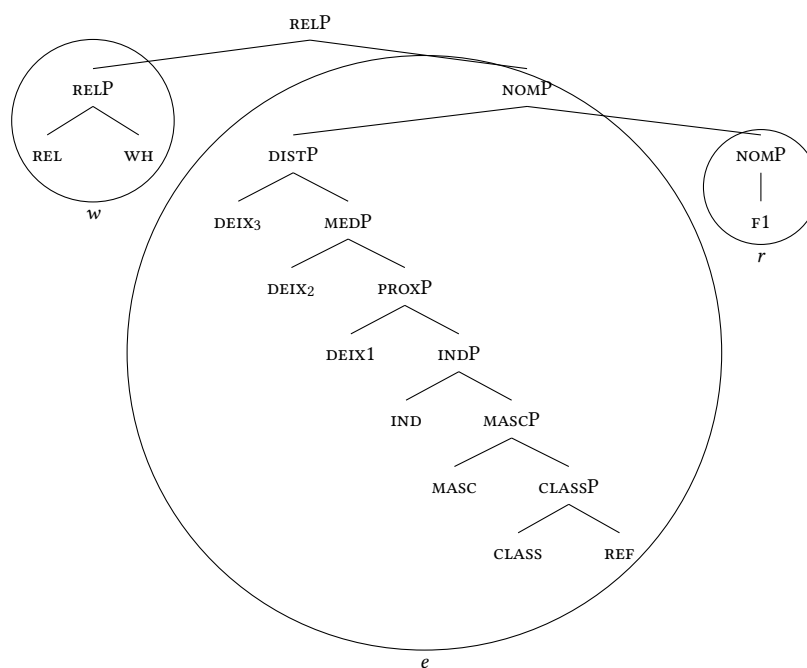 RELP
RELP NOMP
REL WH DISTP NOMP
w DEIX3 MEDP F1
r
DEIX2 PROXP
DEIX1 INDP
IND MASCP
MASC CLASSP
CLASS REF
e